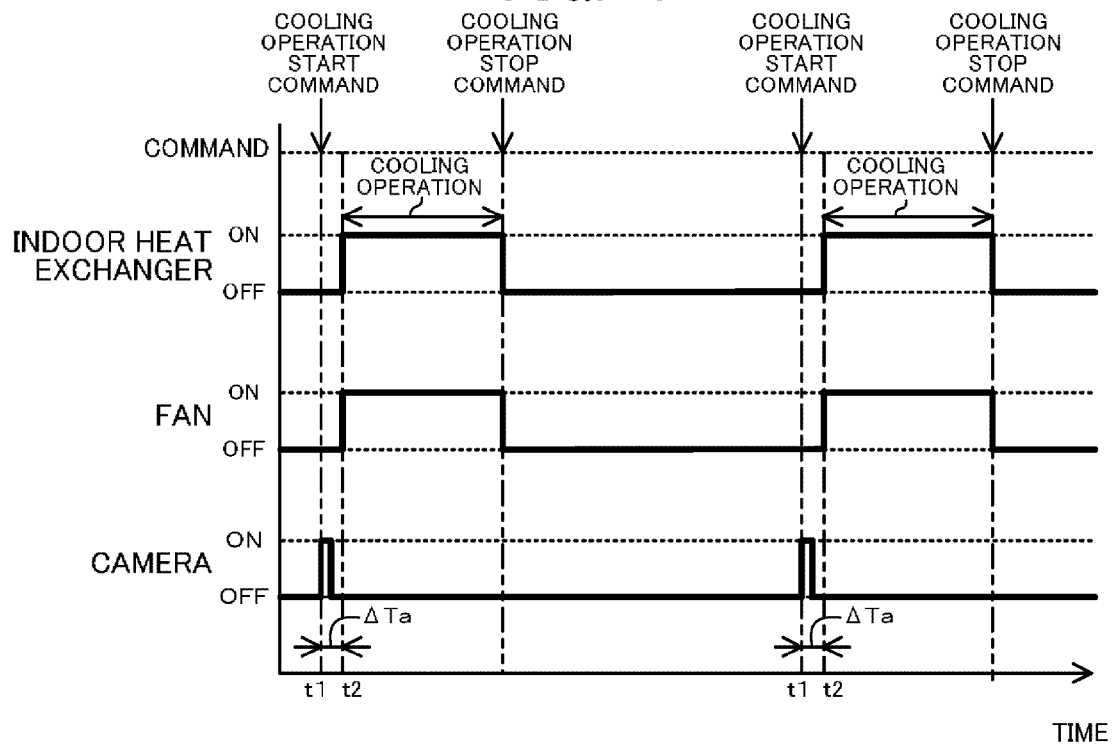 COOLING
OPERATION
START
COMMAND
COOLING
OPERATION
STOP
COMMAND
COOLING
OPERATION
START
COMMAND
COOLING
OPERATION
STOP
COMMAND
COMMAND
COOLING
OPERATION
COOLING
OPERATION
INDOOR HEAT
EXCHANGER
ON
OFF
FAN
ON
OFF
CAMERA
ON
OFF
ΔTa
ΔTa
t1 t2
t1 t2
TIME